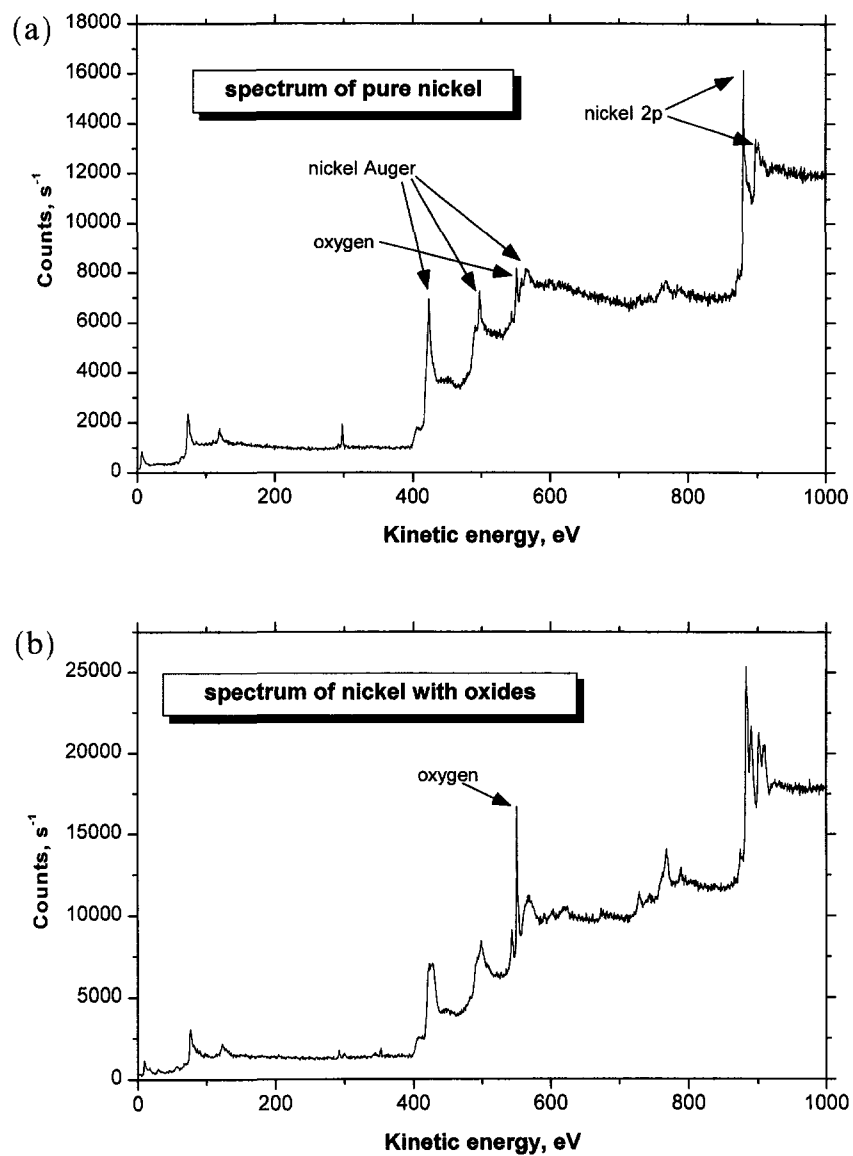 (a)
18000
16000
14000
12000
10000
8000
6000
4000
2000
0
Counts, s⁻¹
spectrum of pure nickel
nickel 2p
nickel Auger
oxygen
0 200 400 600 800 1000
Kinetic energy, eV
(b)
25000
20000
15000
10000
5000
0
Counts, s⁻¹
spectrum of nickel with oxides
oxygen
0 200 400 600 800 1000
Kinetic energy, eV